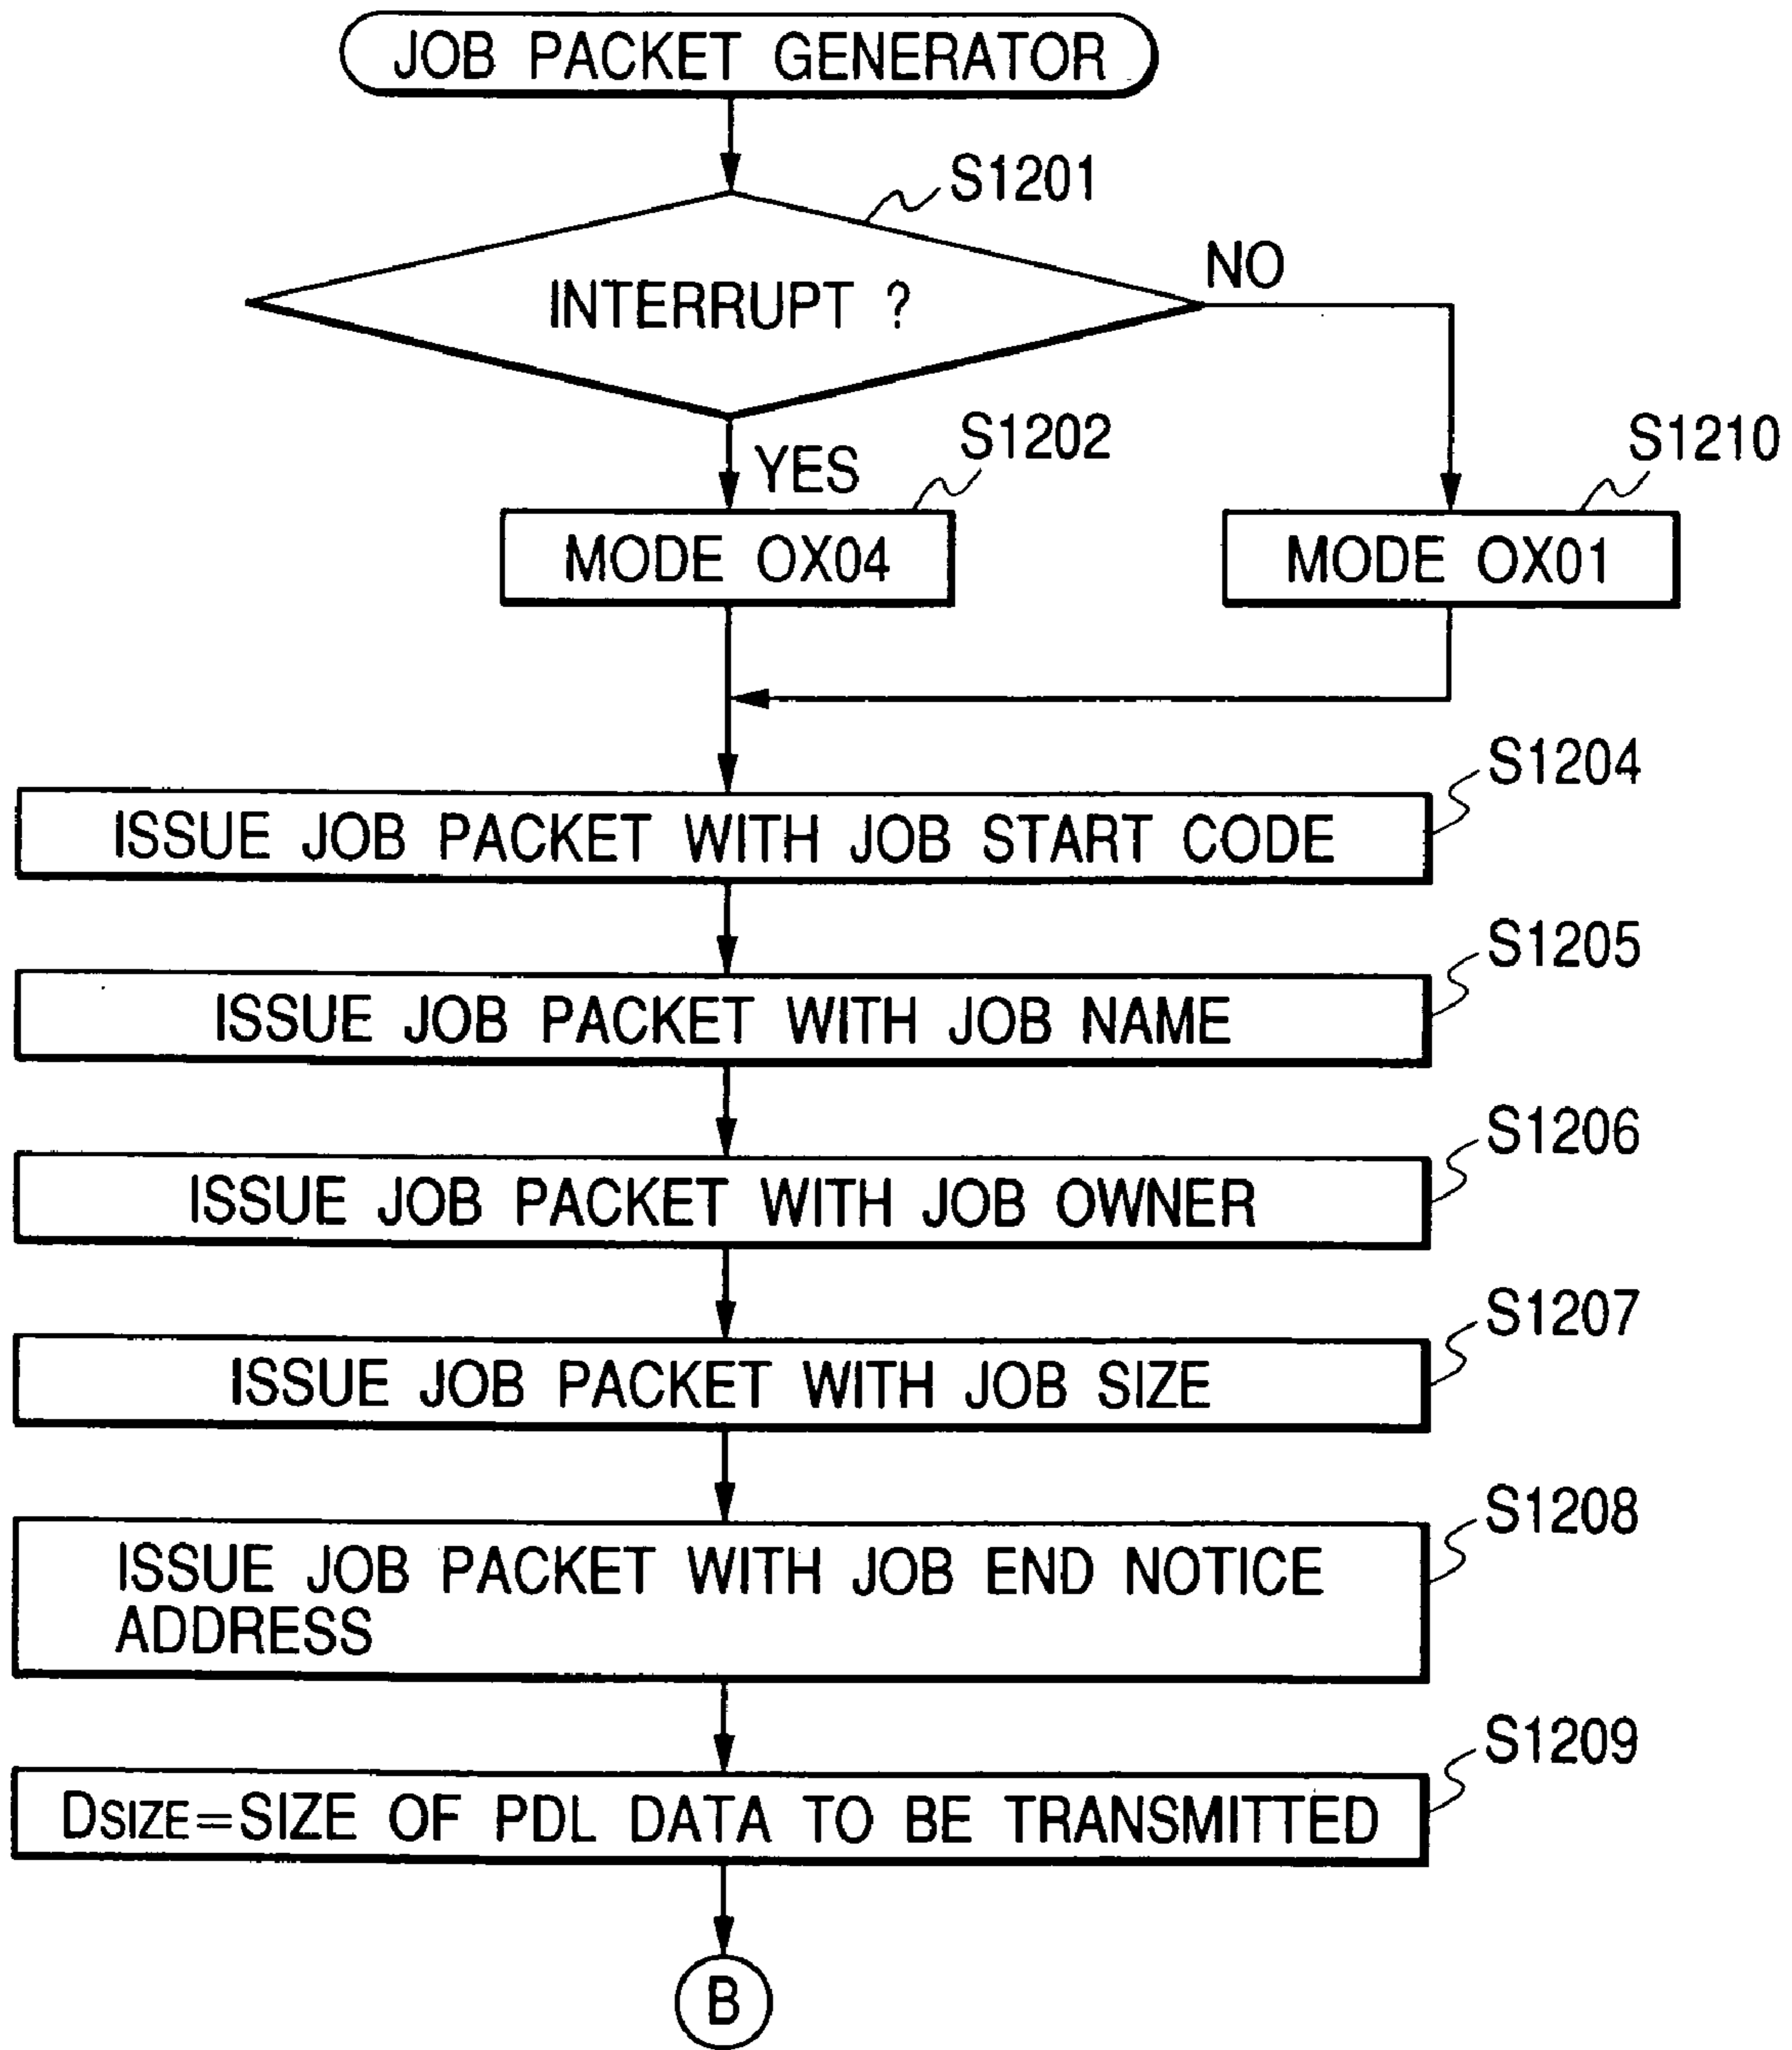 JOB PACKET GENERATOR
S1201
INTERRUPT ?
NO
YES
S1202
S1210
MODE OX04
MODE OX01
S1204
ISSUE JOB PACKET WITH JOB START CODE
S1205
ISSUE JOB PACKET WITH JOB NAME
S1206
ISSUE JOB PACKET WITH JOB OWNER
S1207
ISSUE JOB PACKET WITH JOB SIZE
S1208
ISSUE JOB PACKET WITH JOB END NOTICE
ADDRESS
S1209
DSIZE=SIZE OF PDL DATA TO BE TRANSMITTED
B